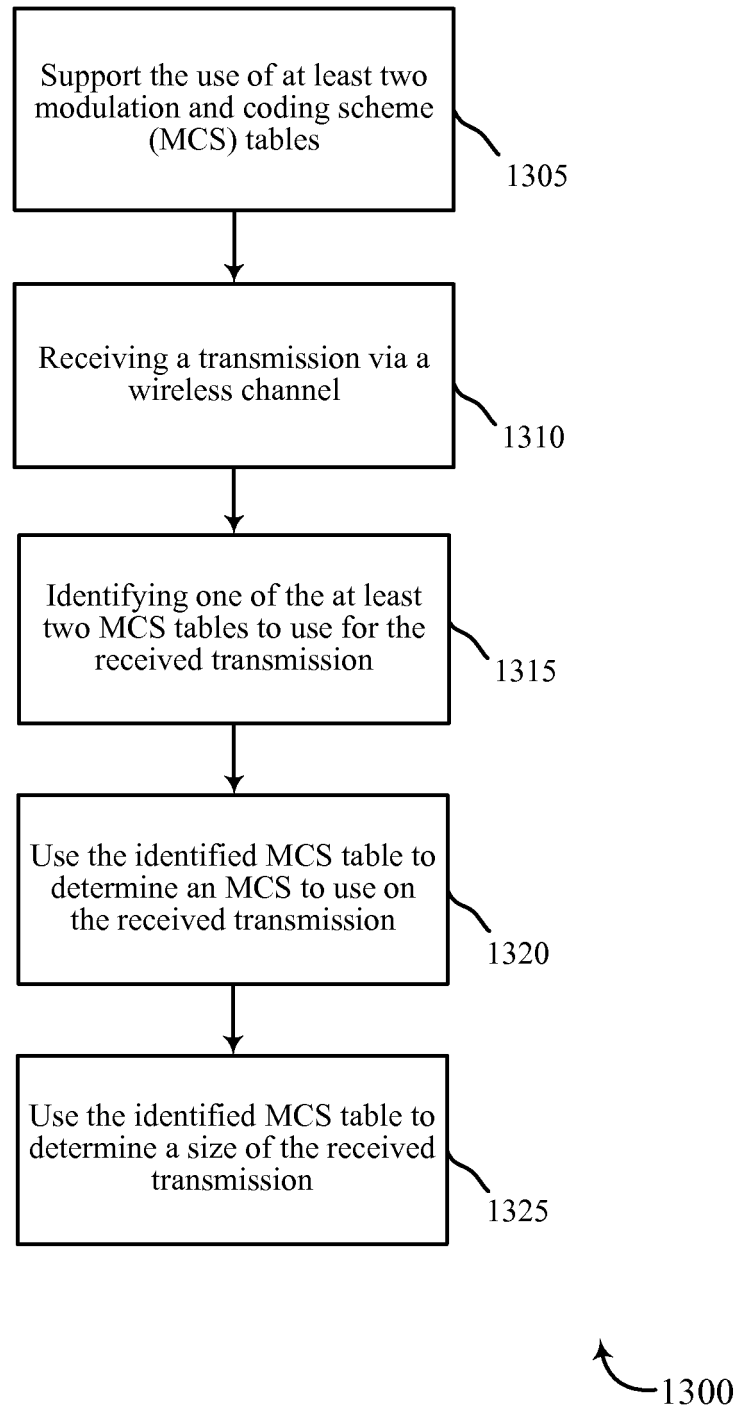 Support the use of at least two
modulation and coding scheme
(MCS) tables
1305
Receiving a transmission via a
wireless channel
1310
Identifying one of the at least
two MCS tables to use for the
received transmission
1315
Use the identified MCS table to
determine an MCS to use on
the received transmission
1320
Use the identified MCS table to
determine a size of the received
transmission
1325
1300